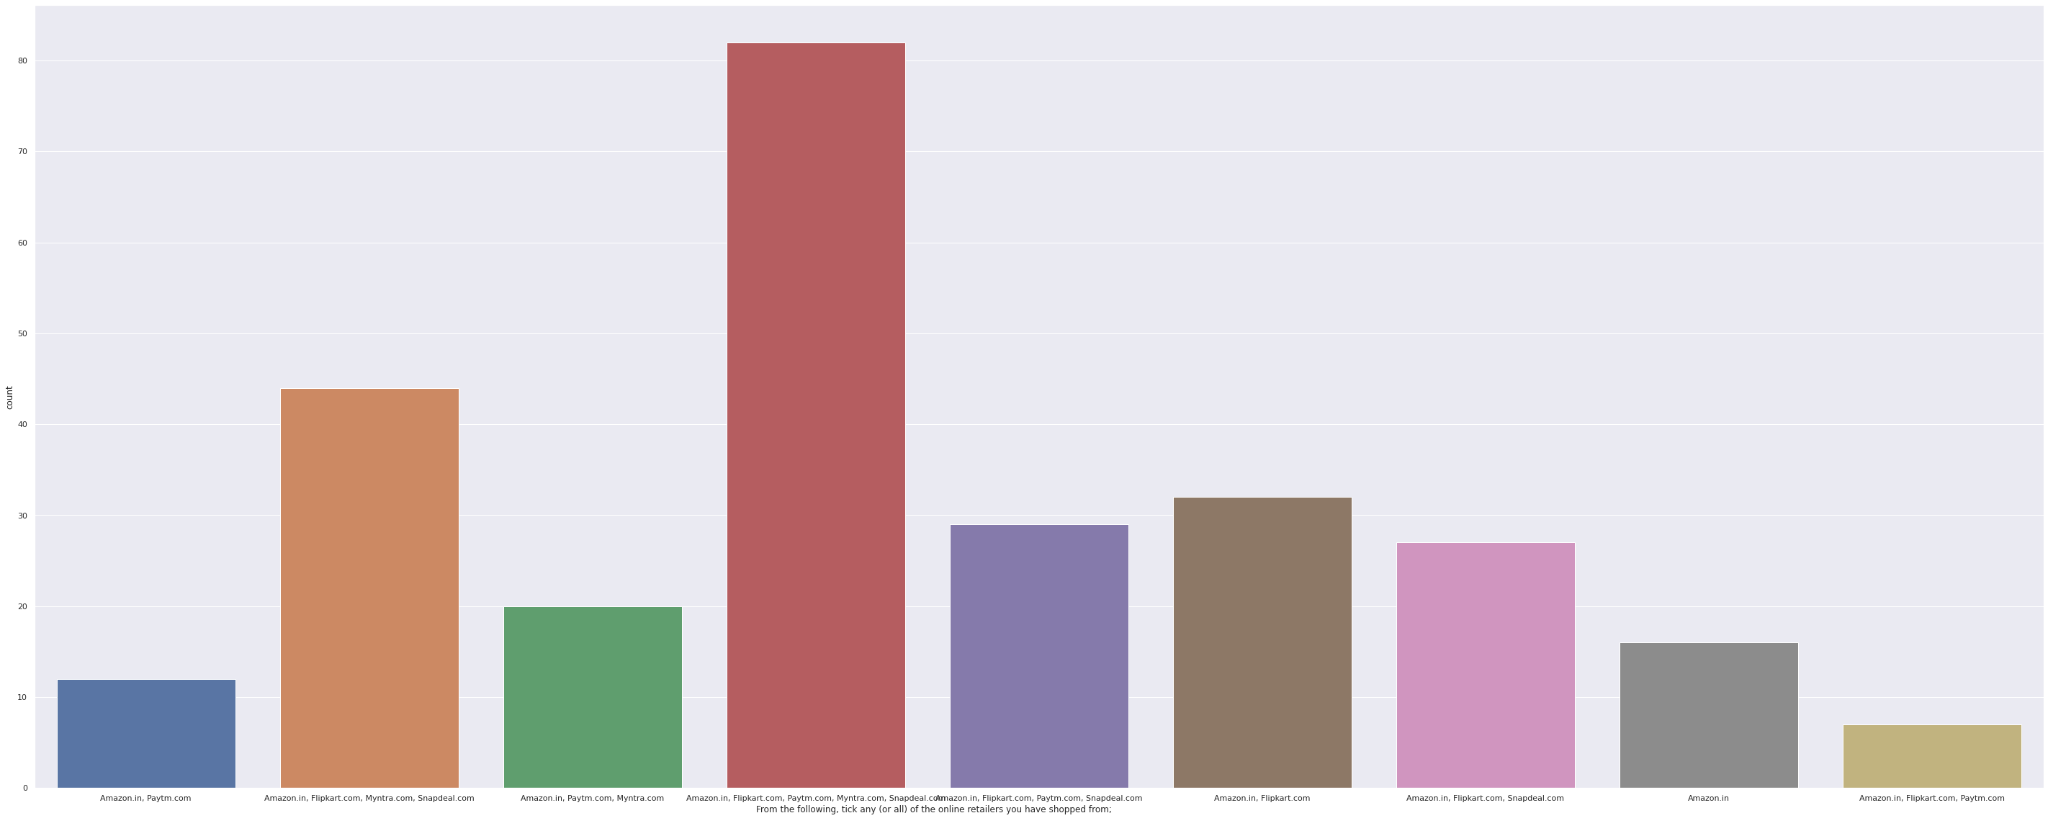 80
70
60
50
40
30
20
10
0
count
Amazon.in, Paytm.com
Amazon.in, Flipkart.com, Myntra.com, Snapdeal.com
Amazon.in, Paytm.com, Myntra.com
Amazon.in, Flipkart.com, Paytm.com, Myntra.com, Snapdeal.com
Amazon.in, Flipkart.com, Paytm.com, Snapdeal.com
Amazon.in, Flipkart.com
Amazon.in, Flipkart.com, Snapdeal.com
Amazon.in
Amazon.in, Flipkart.com, Paytm.com
From the following, tick any (or all) of the online retailers you have shopped from;